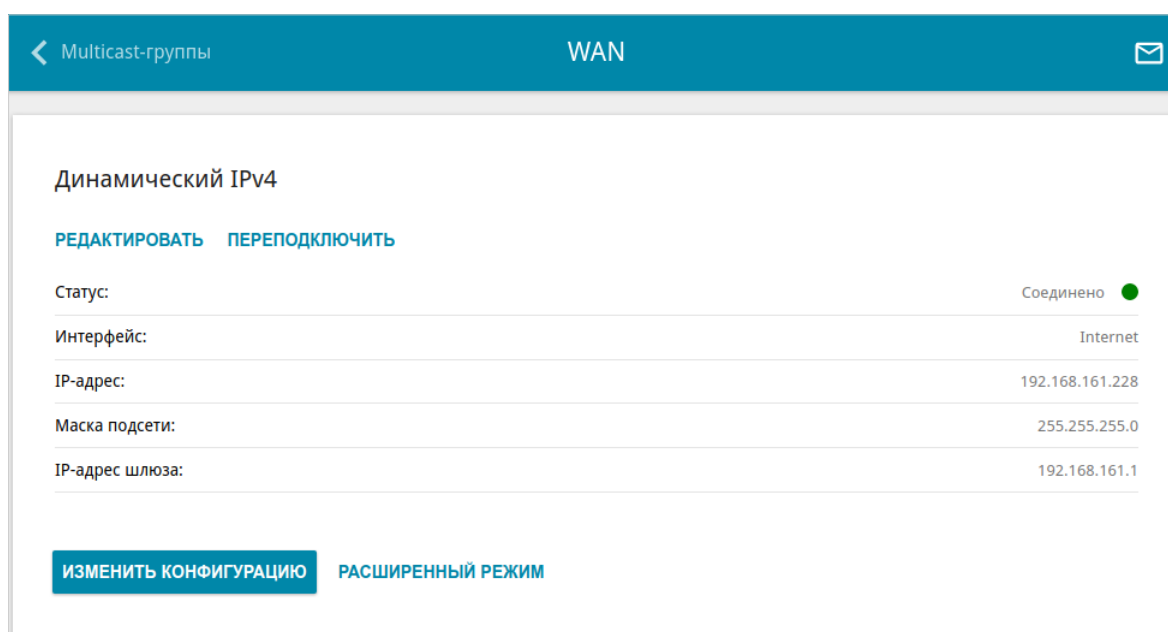 Multicast-группы
WAN
Динамический IPv4
РЕДАКТИРОВАТЬ ПЕРЕПОДКЛЮЧИТЬ
Статус: Соединено
Интерфейс: Internet
IP-адрес: 192.168.161.228
Маска подсети: 255.255.255.0
IP-адрес шлюза: 192.168.161.1
ИЗМЕНИТЬ КОНФИГУРАЦИЮ РАСШИРЕННЫЙ РЕЖИМ